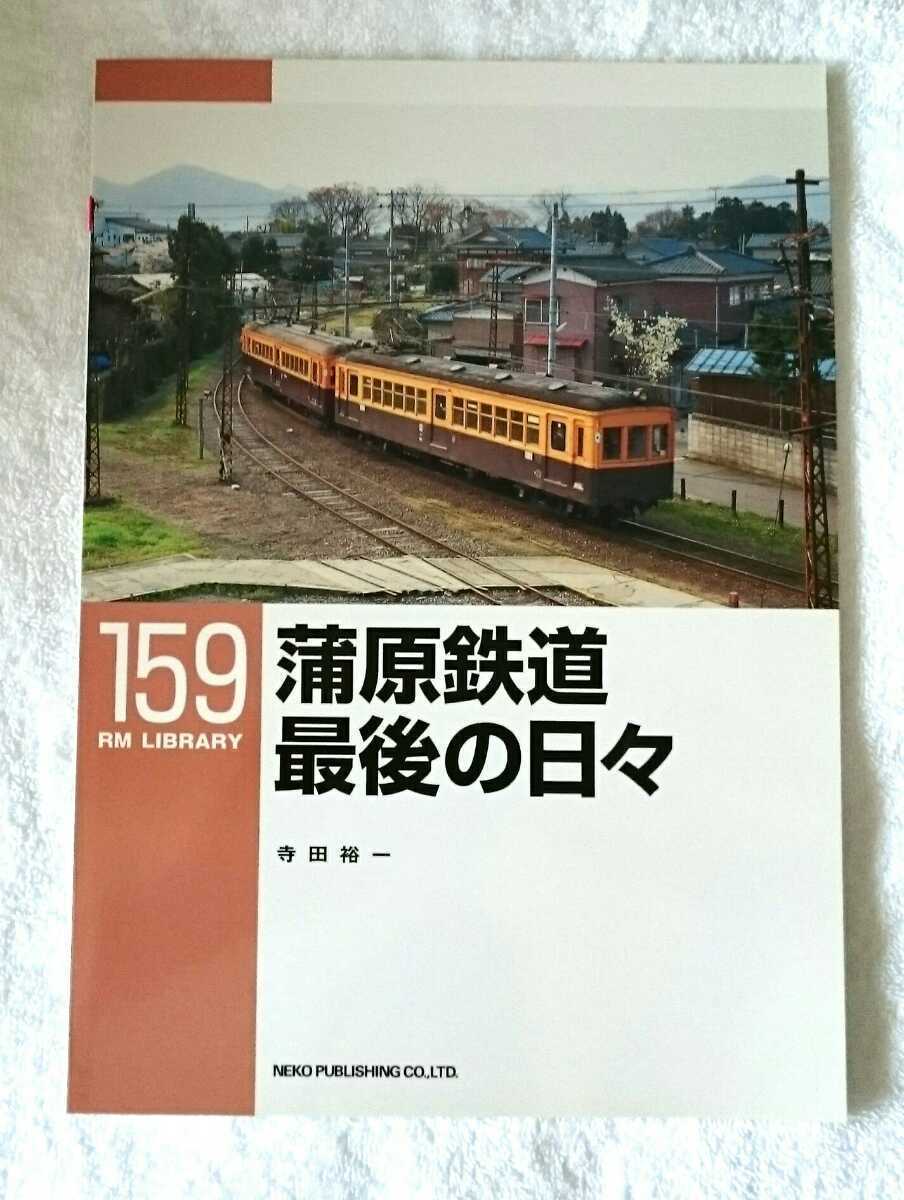 159
RM LIBRARY
蒲原鉄道
最後の日々
寺田裕一
NEKO PUBLISHING CO.,LTD.